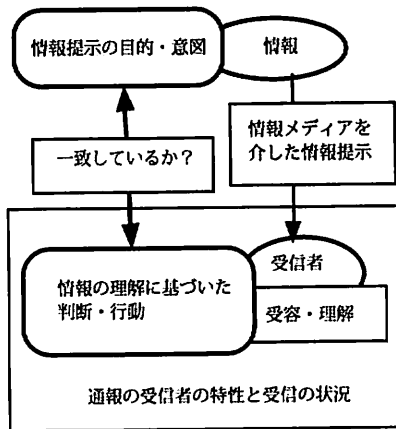 情報提示の目的・意図
情報
情報メディアを
介した情報提示
一致しているか？
受信者
情報の理解に基づいた
判断・行動
受容・理解
通報の受信者の特性と受信の状況